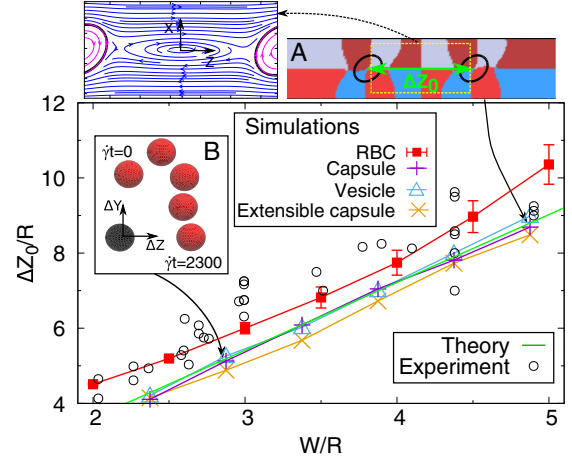 X
Z
A
ΔZ₀
12
10
8
6
4
ΔZ₀/R
B
γ̇t=0
ΔY
ΔZ
γ̇t=2300
Simulations
RBC
Capsule
Vesicle
Extensible capsule
Theory
Experiment
2
3
4
5
W/R